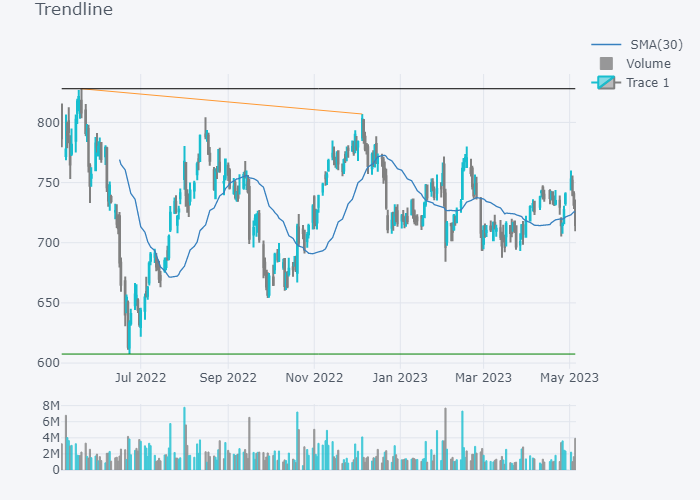 Trendline
SMA(30)
Volume
Trace 1
800
750
700
650
600
Jul 2022
Sep 2022
Nov 2022
Jan 2023
Mar 2023
May 2023
8M
6M
4M
2M
0